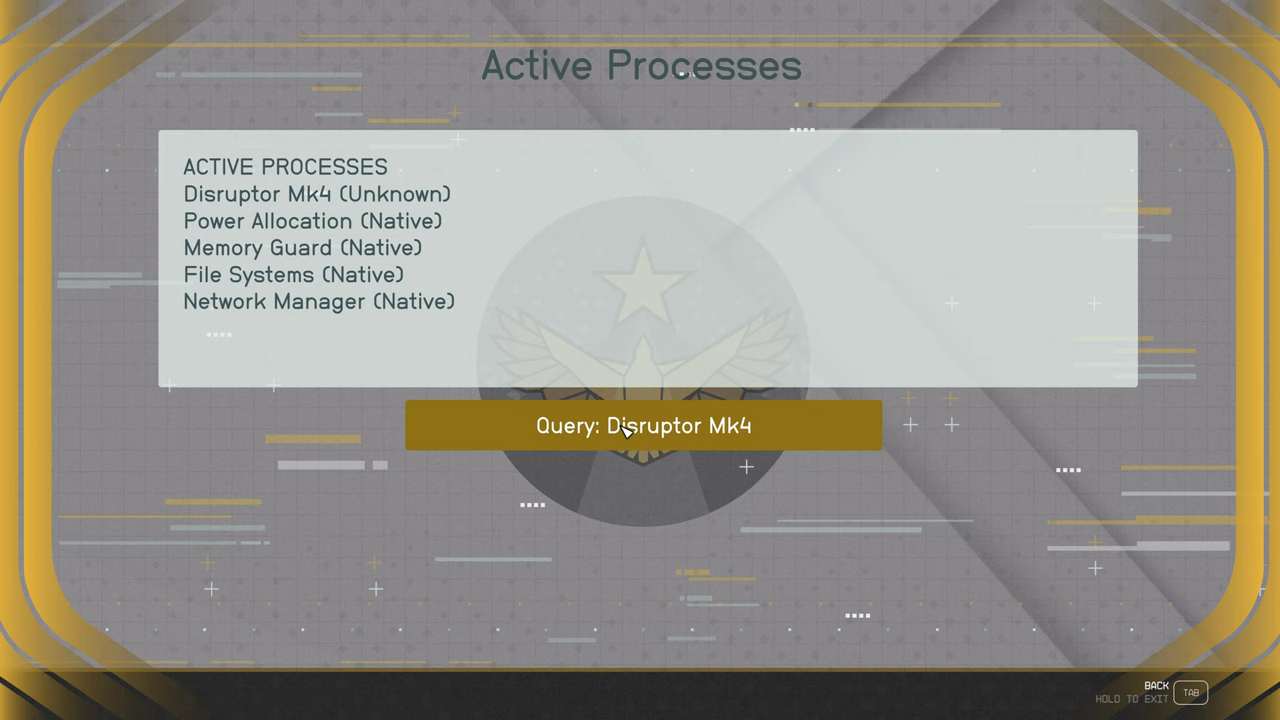 Active Processes
ACTIVE PROCESSES
Disruptor Mk4 (Unknown)
Power Allocation (Native)
Memory Guard (Native)
File Systems (Native)
Network Manager (Native)
Query: Disruptor Mk4
BACK
HOLD TO EXIT
TAB